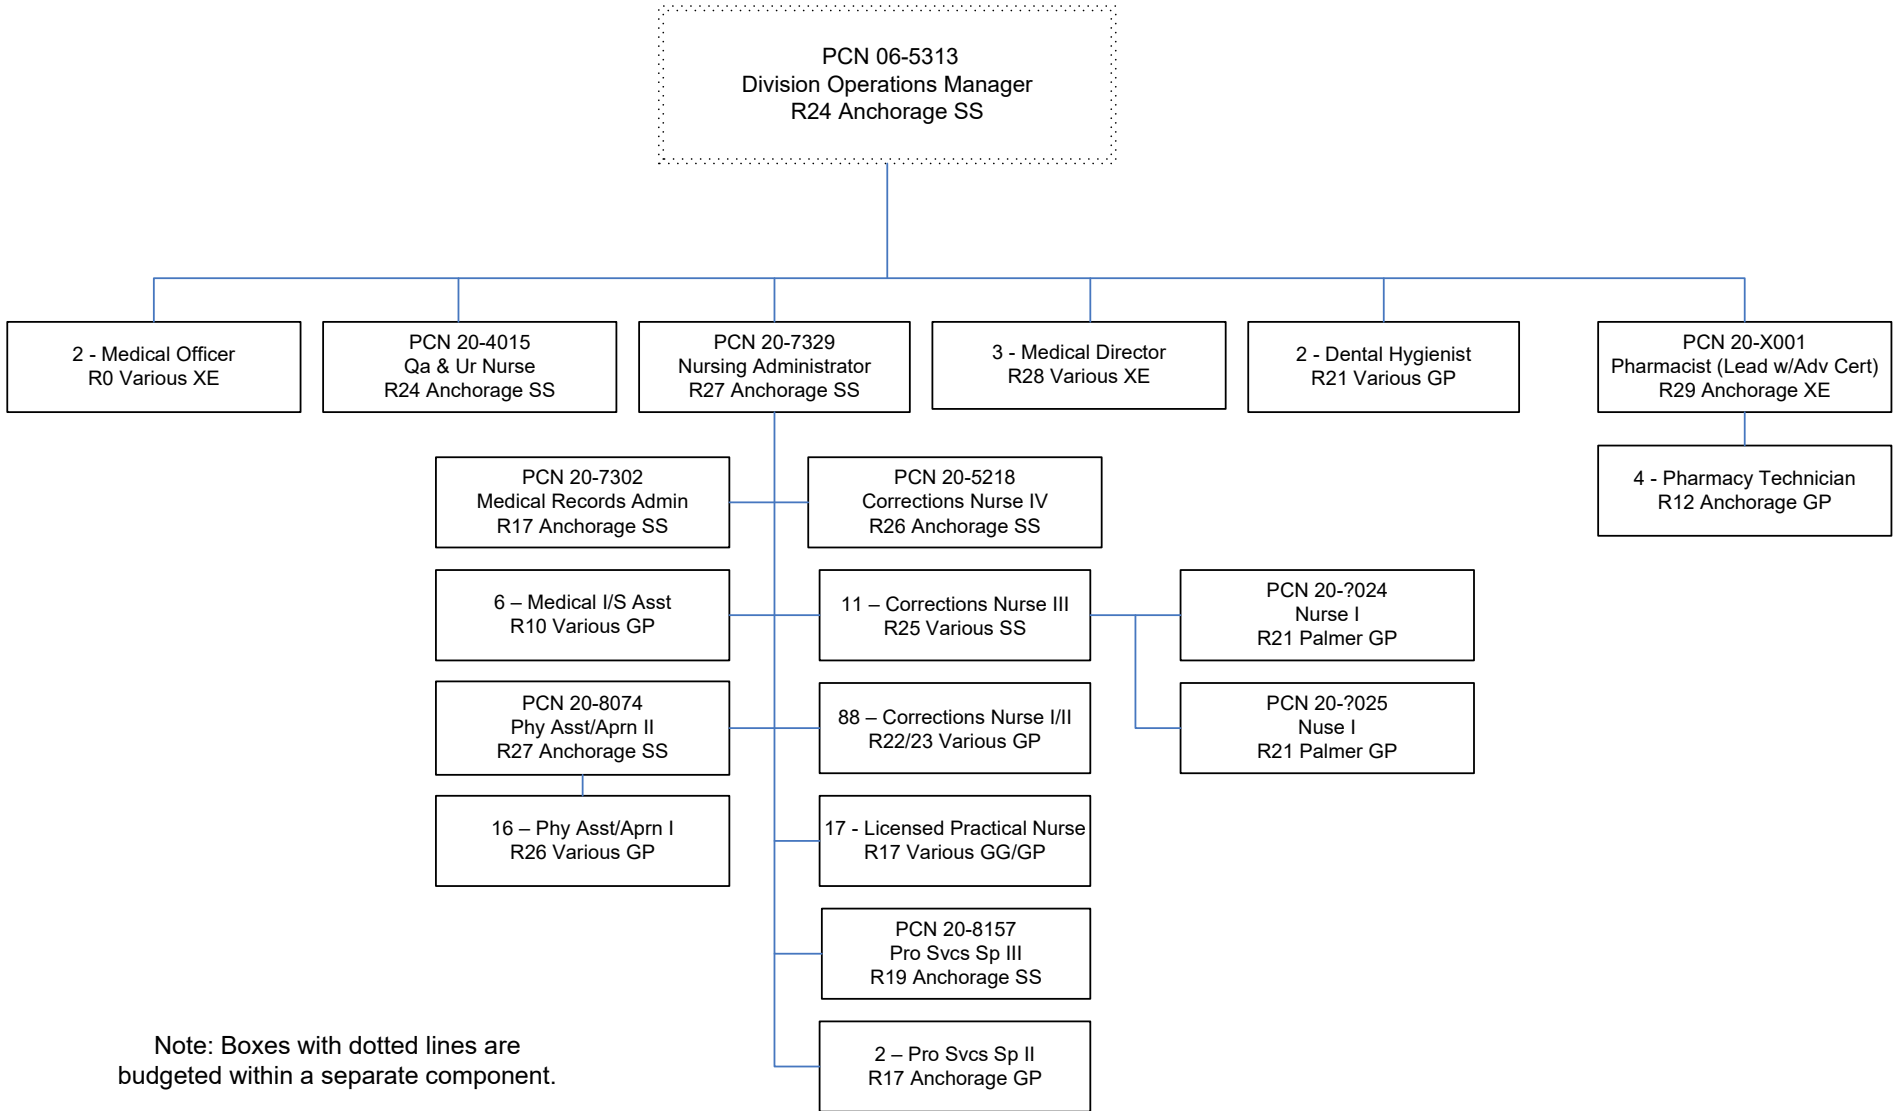 PCN 06-5313
Division Operations Manager
R24 Anchorage SS
2 - Medical Officer
R0 Various XE
PCN 20-4015
Qa & Ur Nurse
R24 Anchorage SS
PCN 20-7329
Nursing Administrator
R27 Anchorage SS
3 - Medical Director
R28 Various XE
2 - Dental Hygienist
R21 Various GP
PCN 20-X001
Pharmacist (Lead w/Adv Cert)
R29 Anchorage XE
4 - Pharmacy Technician
R12 Anchorage GP
PCN 20-7302
Medical Records Admin
R17 Anchorage SS
PCN 20-5218
Corrections Nurse IV
R26 Anchorage SS
6 – Medical I/S Asst
R10 Various GP
11 – Corrections Nurse III
R25 Various SS
PCN 20-?024
Nurse I
R21 Palmer GP
PCN 20-8074
Phy Asst/Aprn II
R27 Anchorage SS
88 – Corrections Nurse I/II
R22/23 Various GP
PCN 20-?025
Nuse I
R21 Palmer GP
16 – Phy Asst/Aprn I
R26 Various GP
17 - Licensed Practical Nurse
R17 Various GG/GP
PCN 20-8157
Pro Svcs Sp III
R19 Anchorage SS
2 – Pro Svcs Sp II
R17 Anchorage GP
Note: Boxes with dotted lines are
budgeted within a separate component.